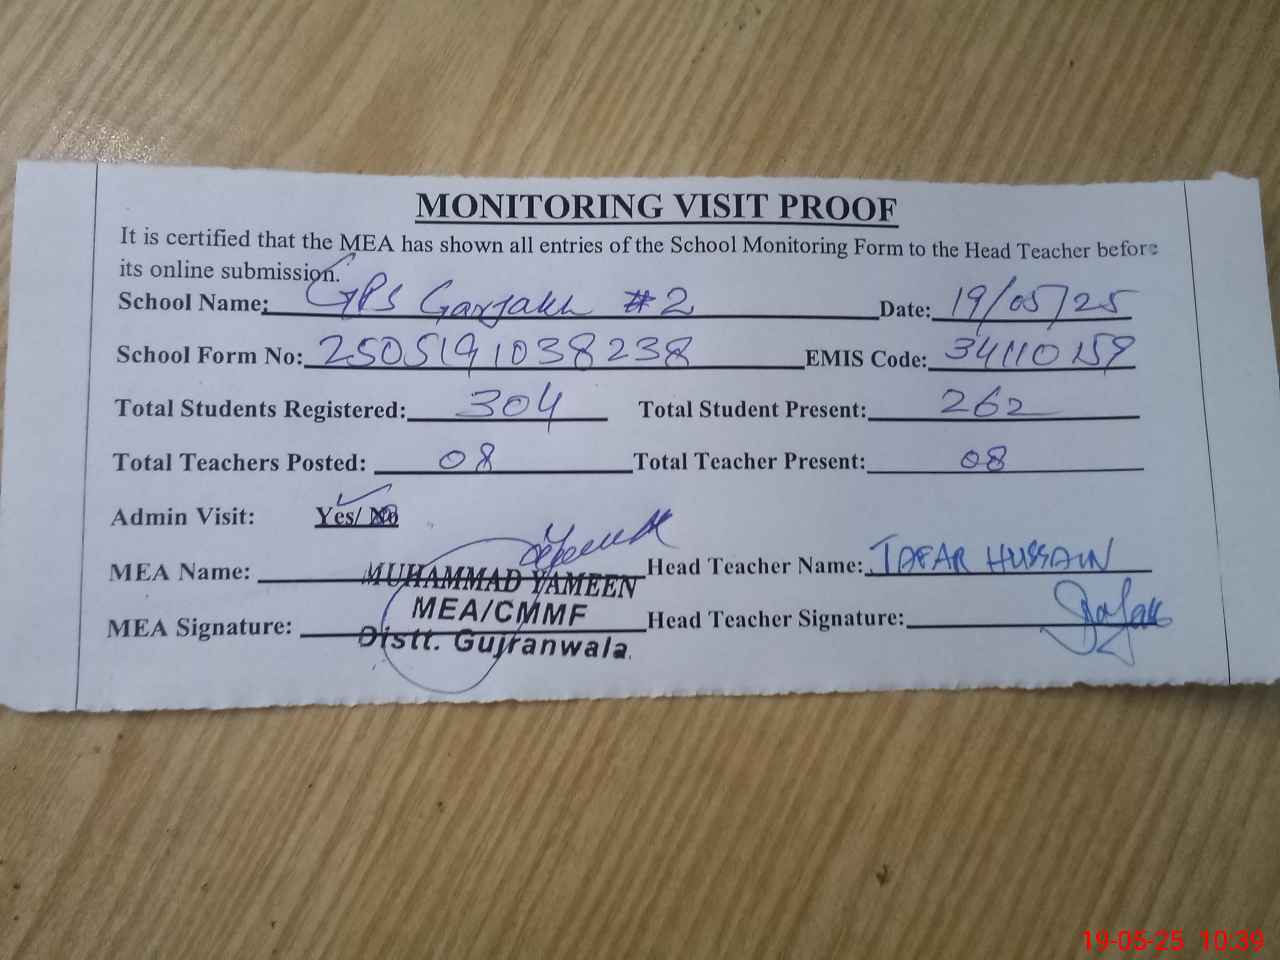 MONITORING VISIT PROOF
It is certified that the MEA has shown all entries of the School Monitoring Form to the Head Teacher before
its online submission.
School Name: GPS Garjakh #2 Date: 19/05/25
School Form No: 2505191038238 EMIS Code: 34110159
Total Students Registered: 304 Total Student Present: 262
Total Teachers Posted: 08 Total Teacher Present: 08
Admin Visit: Yes/ No
MEA Name: MUHAMMAD YAMEEN Head Teacher Name: JAFAR HUSSAIN
MEA/CMMF
MEA Signature: Head Teacher Signature:
Distt. Gujranwala.
19-05-25 10:39